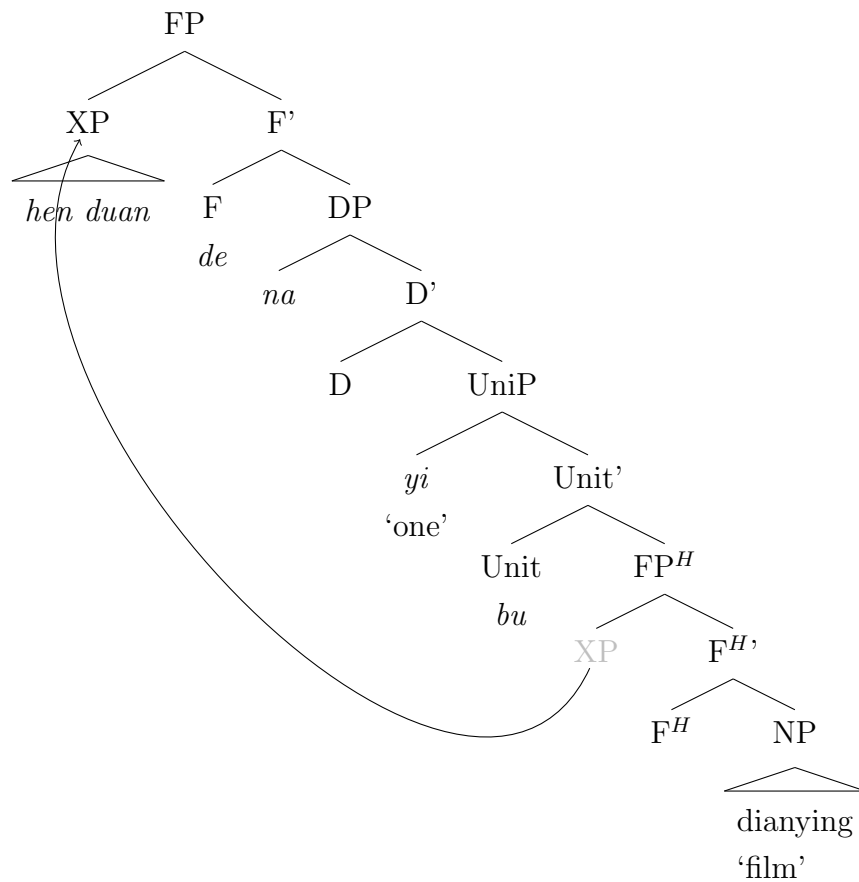 FP
XP F'
hen duan F DP
de
na D'
D UniP
yi Unit'
‘one’
Unit FP^H
bu
XP F^H'
F^H NP
dianying
‘film’